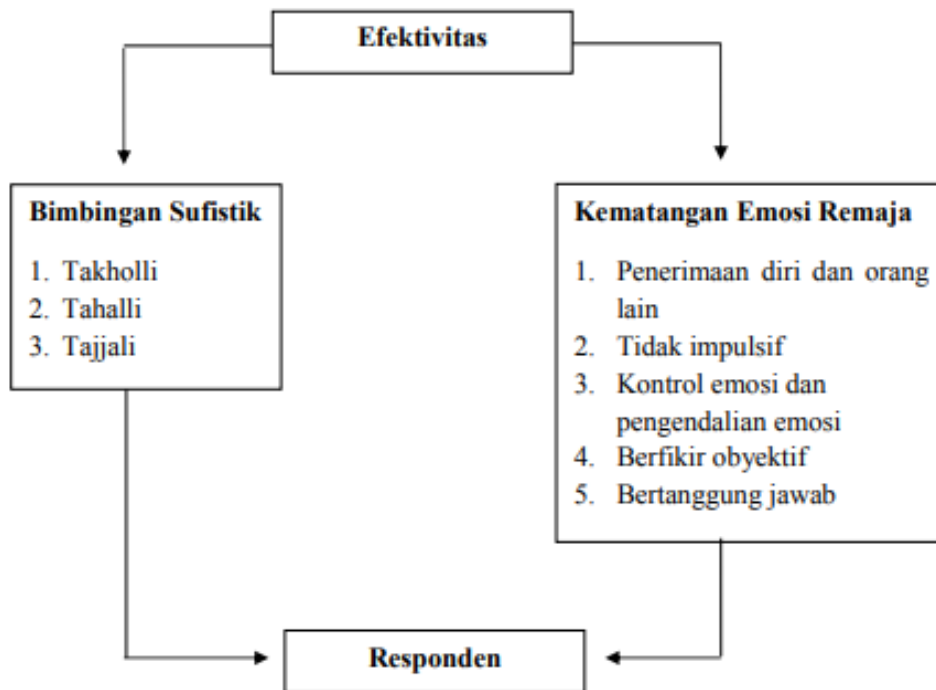 Efektivitas
Bimbingan Sufistik
1. Takholli
2. Tahalli
3. Tajjali
Kematangan Emosi Remaja
1. Penerimaan diri dan orang
lain
2. Tidak impulsif
3. Kontrol emosi dan
pengendalian emosi
4. Berfikir obyektif
5. Bertanggung jawab
Responden